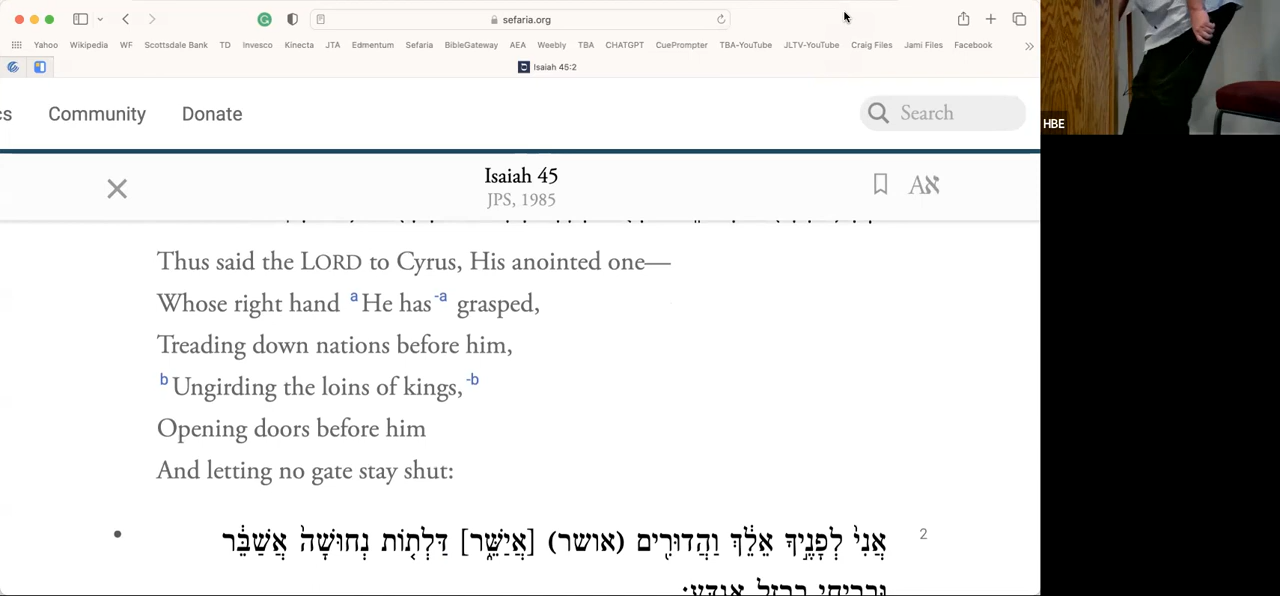 sefaria.org
Yahoo Wikipedia WF Scottsdale Bank TD Invesco Kinecta JTA Edmentum Sefaria BibleGateway AEA Weebly TBA CHATGPT CuePrompter TBA-YouTube JLTV-YouTube Craig Files Jami Files Facebook »
Isaiah 45:2
cs Community Donate Search
HBE
Isaiah 45
JPS, 1985
Aא
Thus said the LORD to Cyrus, His anointed one—
Whose right hand a He has -a grasped,
Treading down nations before him,
b Ungirding the loins of kings, -b
Opening doors before him
And letting no gate stay shut:
2 אֲנִי֙ לְפָנֶ֣יךָ אֵלֵ֔ךְ וַהֲדוּרִ֖ים (אושר) [אֲיַשֵּׁ֑ר] דַּלְת֤וֹת נְחוּשָׁה֙ אֲשַׁבֵּ֔ר